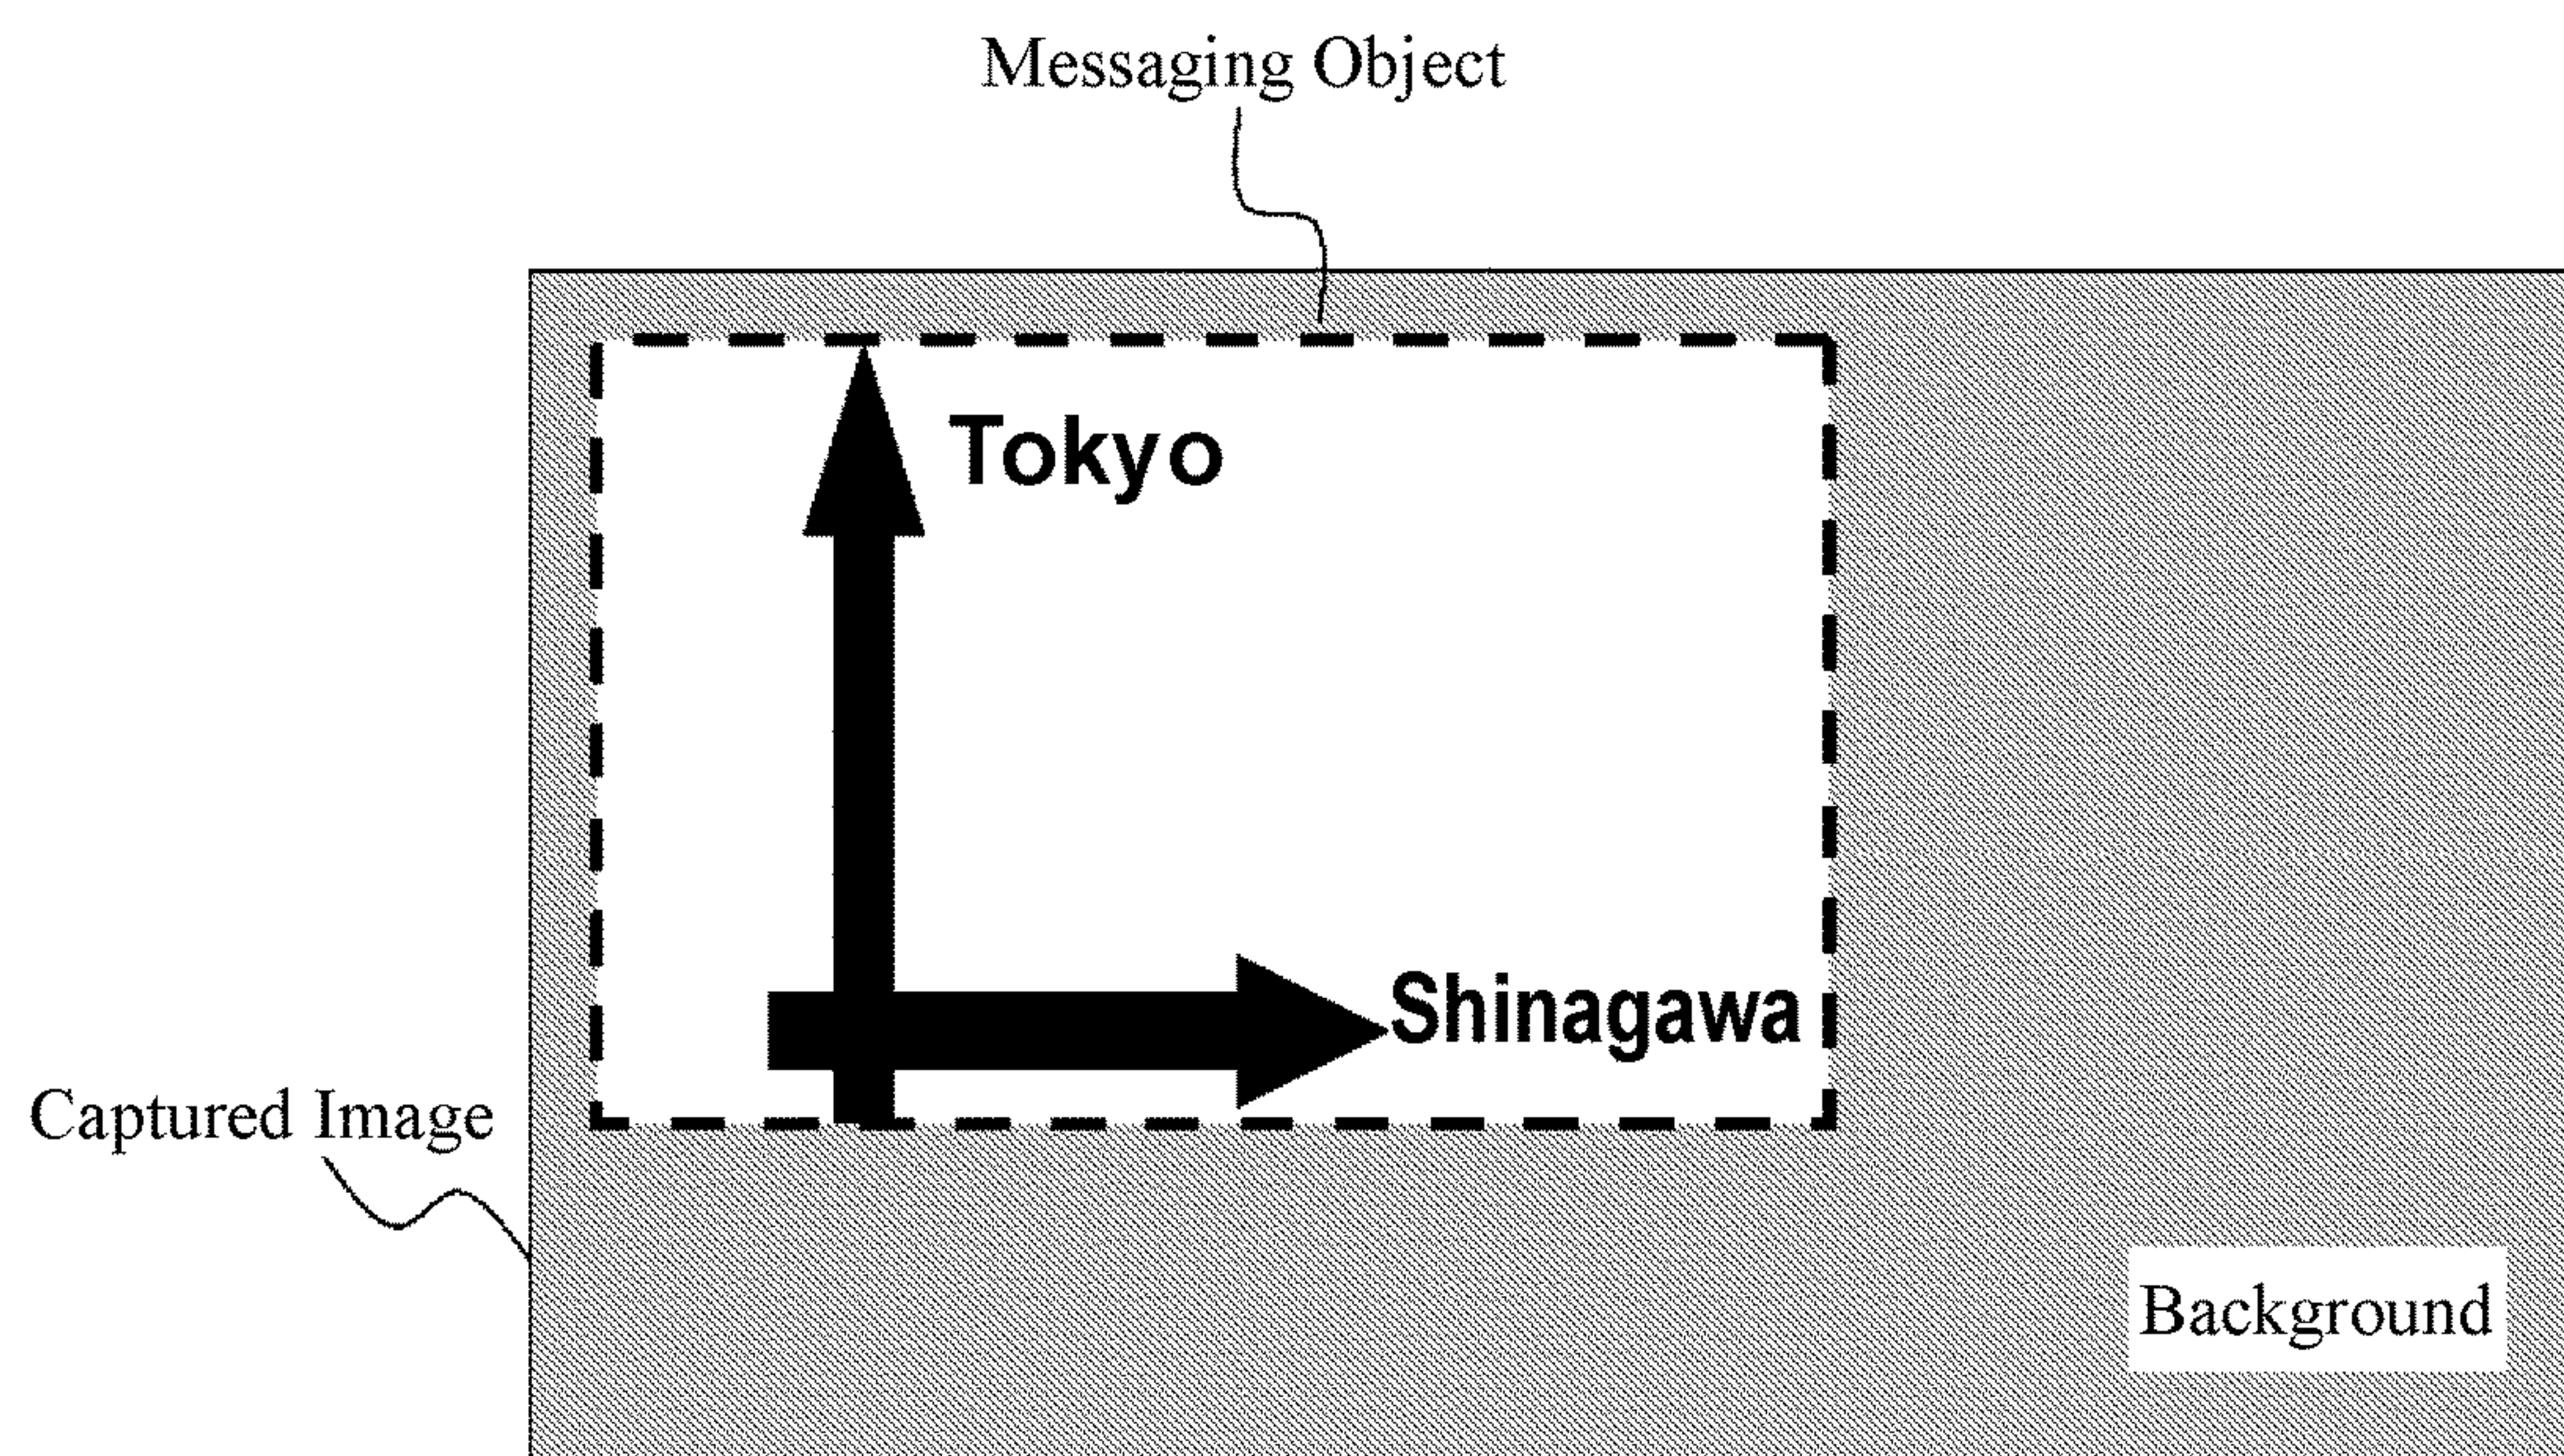 Messaging Object
Tokyo
Shinagawa
Captured Image
Background